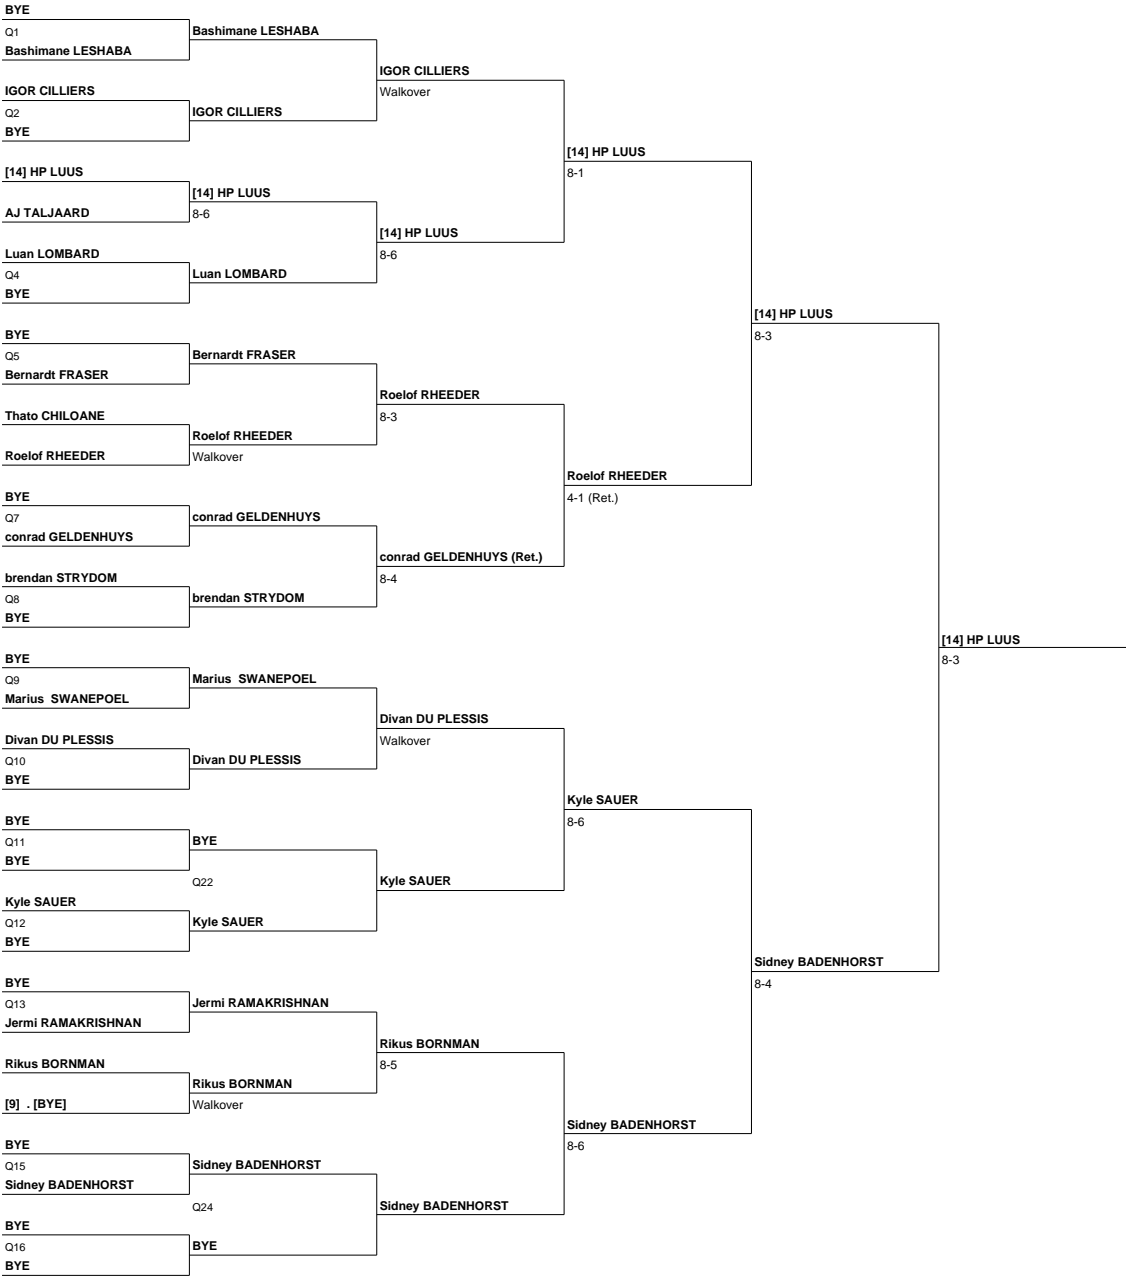 BYE
Q1
Bashimane LESHABA
IGOR CILLIERS
Q2
BYE
[14] HP LUUS
AJ TALJAARD
Luan LOMBARD
Q4
BYE
BYE
Q5
Bernardt FRASER
Thato CHILOANE
Roelof RHEEDER
BYE
Q7
conrad GELDENHUYS
brendan STRYDOM
Q8
BYE
BYE
Q9
Marius  SWANEPOEL
Divan DU PLESSIS
Q10
BYE
BYE
Q11
BYE
Kyle SAUER
Q12
BYE
BYE
Q13
Jermi RAMAKRISHNAN
Rikus BORNMAN
[9]  . [BYE]
BYE
Q15
Sidney BADENHORST
BYE
Q16
BYE
Bashimane LESHABA
IGOR CILLIERS
[14] HP LUUS
8-6
Luan LOMBARD
Bernardt FRASER
Roelof RHEEDER
Walkover
conrad GELDENHUYS
brendan STRYDOM
Marius  SWANEPOEL
Divan DU PLESSIS
BYE
Q22
Kyle SAUER
Jermi RAMAKRISHNAN
Rikus BORNMAN
Walkover
Sidney BADENHORST
Q24
BYE
IGOR CILLIERS
Walkover
[14] HP LUUS
8-6
Roelof RHEEDER
8-3
conrad GELDENHUYS (Ret.)
8-4
Divan DU PLESSIS
Walkover
Kyle SAUER
Rikus BORNMAN
8-5
Sidney BADENHORST
[14] HP LUUS
8-1
Roelof RHEEDER
4-1 (Ret.)
Kyle SAUER
8-6
Sidney BADENHORST
8-6
[14] HP LUUS
8-3
Sidney BADENHORST
8-4
[14] HP LUUS
8-3